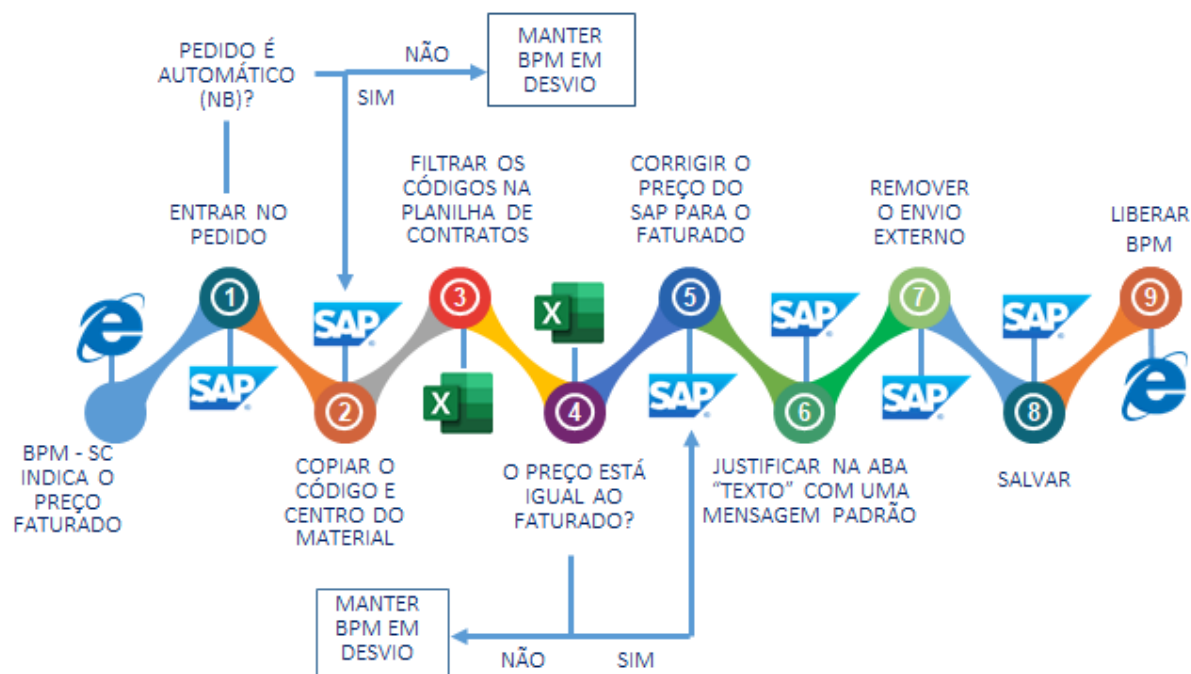 PEDIDO É
AUTOMÁTICO
(NB)?
NÃO
SIM
MANTER
BPM EM
DESVIO
ENTRAR NO
PEDIDO
FILTRAR OS
CÓDIGOS NA
PLANILHA DE
CONTRATOS
CORRIGIR O
PREÇO DO
SAP PARA O
FATURADO
REMOVER
O ENVIO
EXTERNO
LIBERAR
BPM
1
SAP
3
X
5
SAP
7
SAP
9
SAP
2
X
4
SAP
6
SAP
8
BPM - SC
INDICA O
PREÇO
FATURADO
COPIAR O
CÓDIGO E
CENTRO DO
MATERIAL
O PREÇO ESTÁ
IGUAL AO
FATURADO?
JUSTIFICAR NA ABA
“TEXTO” COM UMA
MENSAGEM PADRÃO
SALVAR
MANTER
BPM EM
DESVIO
NÃO
SIM